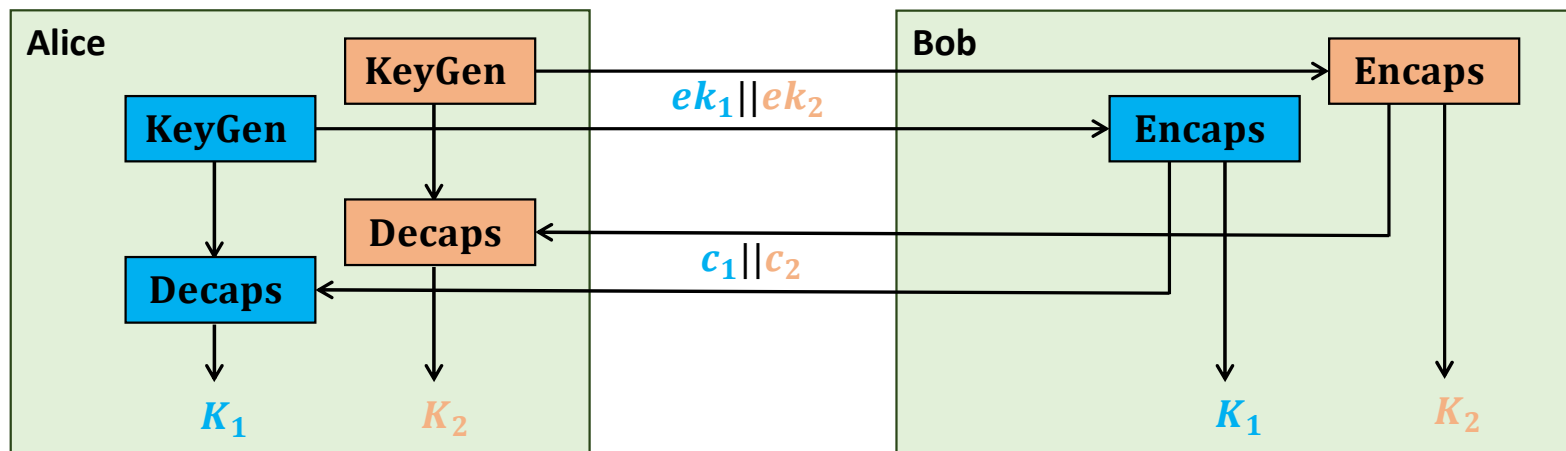 Alice
Bob
KeyGen
Encaps
ek₁||ek₂
KeyGen
Encaps
Decaps
c₁||c₂
Decaps
K₁ K₂
K₁ K₂